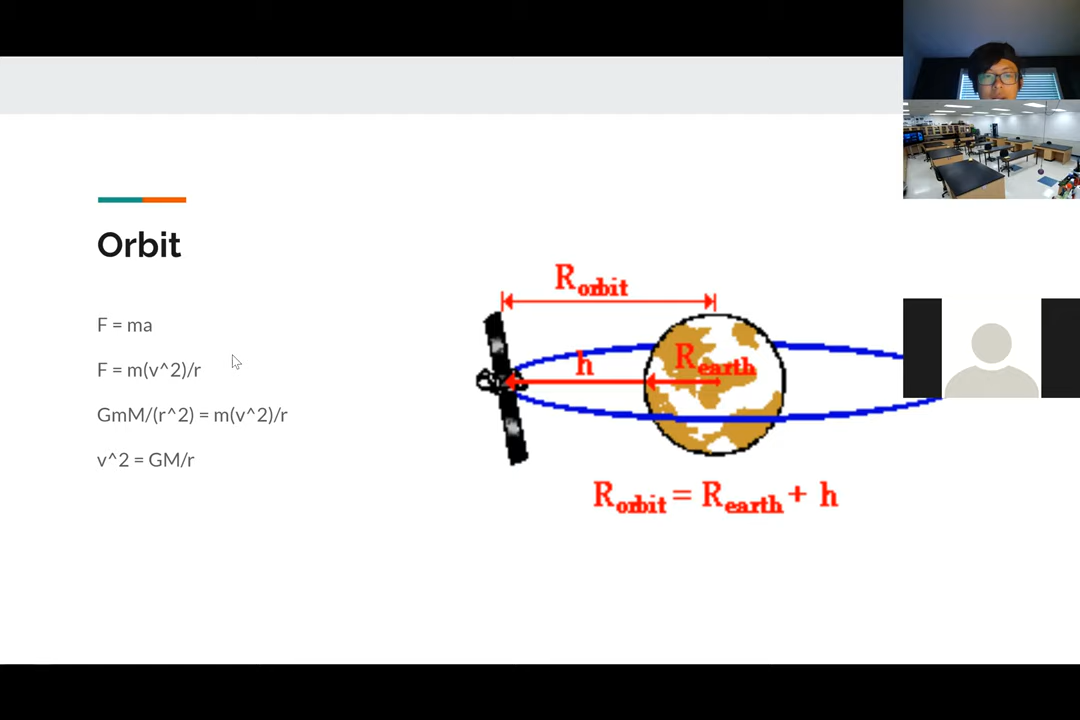 Orbit
F = ma
F = m(v^2)/r
GmM/(r^2) = m(v^2)/r
v^2 = GM/r
Rorbit
h
Rearth
Rorbit = Rearth + h